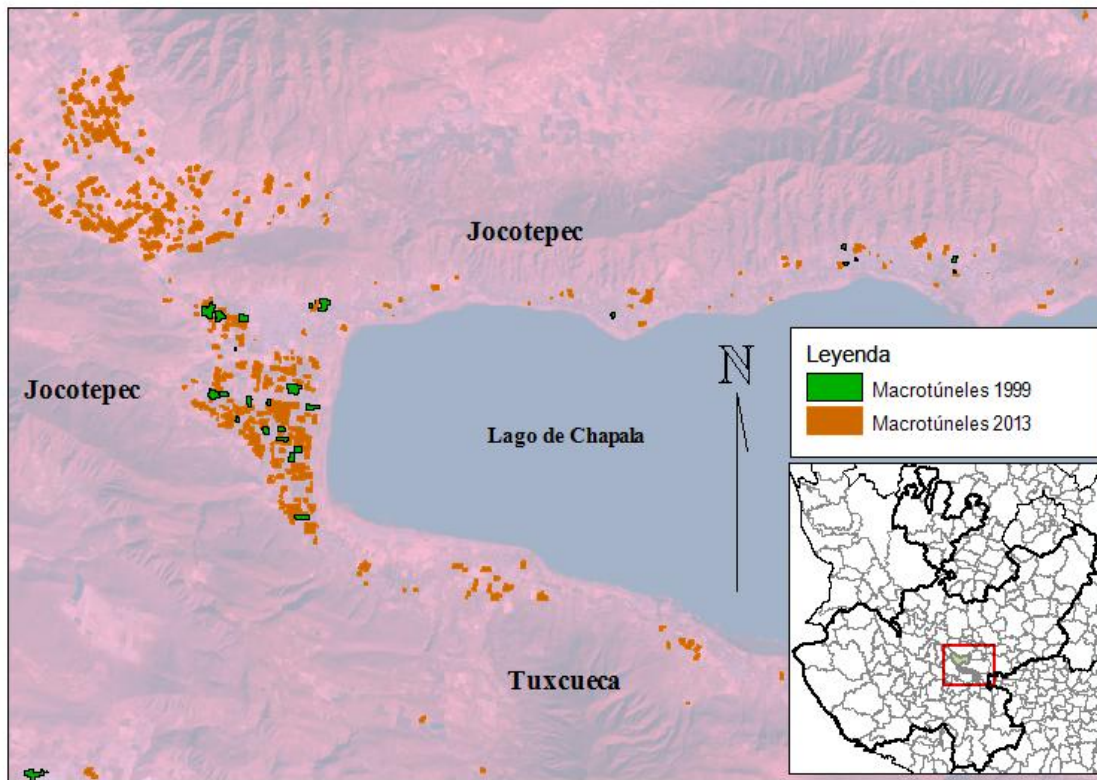 Jocotepec
Jocotepec
Lago de Chapala
N
Leyenda
Macrotúneles 1999
Macrotúneles 2013
Tuxcueca